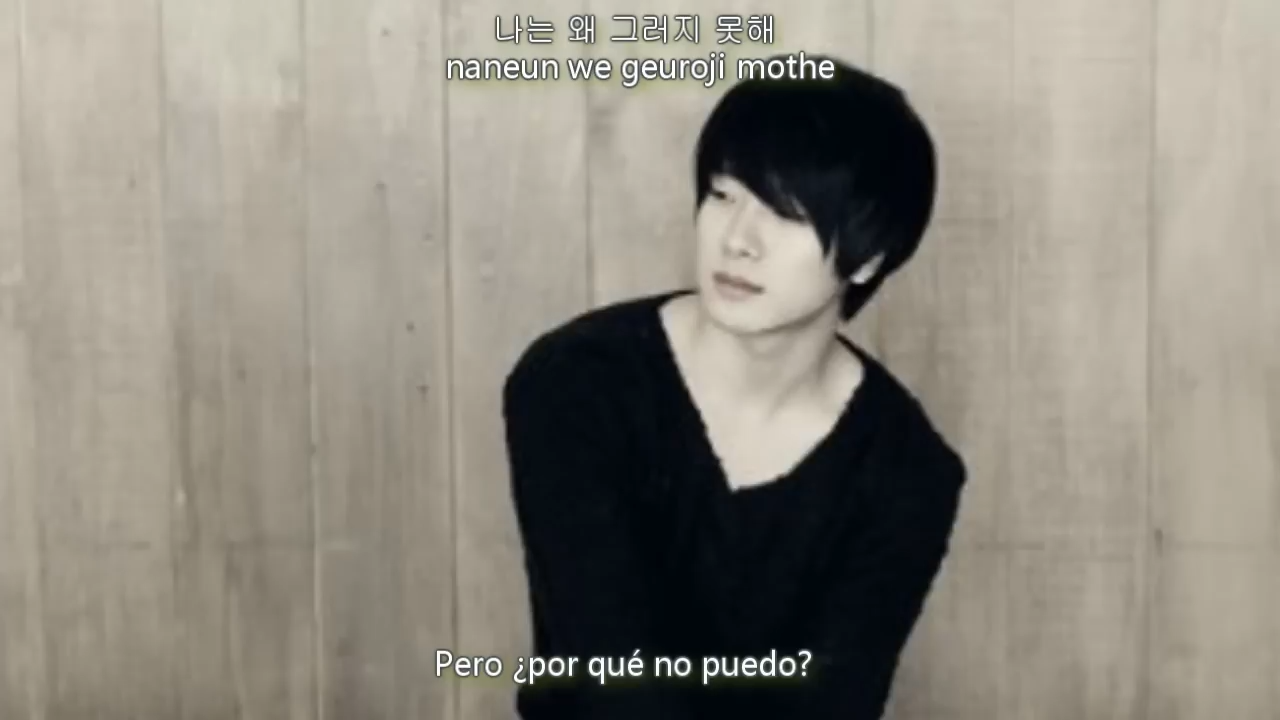 나는 왜 그러지 못해
naneun we geuroji mothe
Pero ¿por qué no puedo?